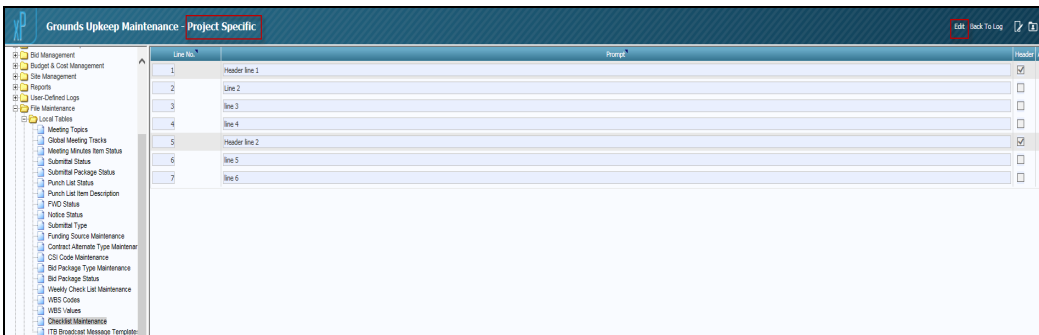 xP Grounds Upkeep Maintenance - Project Specific Edit Back To Log
Bid Management
Budget & Cost Management
Site Management
Reports
User-Defined Logs
File Maintenance
Local Tables
Meeting Topics
Global Meeting Tracks
Meeting Minutes Item Status
Submittal Status
Submittal Package Status
Punch List Status
Punch List Item Description
FWD Status
Notice Status
Submittal Type
Funding Source Maintenance
Contract Alternate Type Maintenar
CSI Code Maintenance
Bid Package Type Maintenance
Bid Package Status
Weekly Check List Maintenance
WBS Codes
WBS Values
Checklist Maintenance
ITB Broadcast Message Templates
Line No. Prompt Header
1 Header line 1
2 Line 2
3 line 3
4 line 4
5 Header line 2
6 line 5
7 line 6